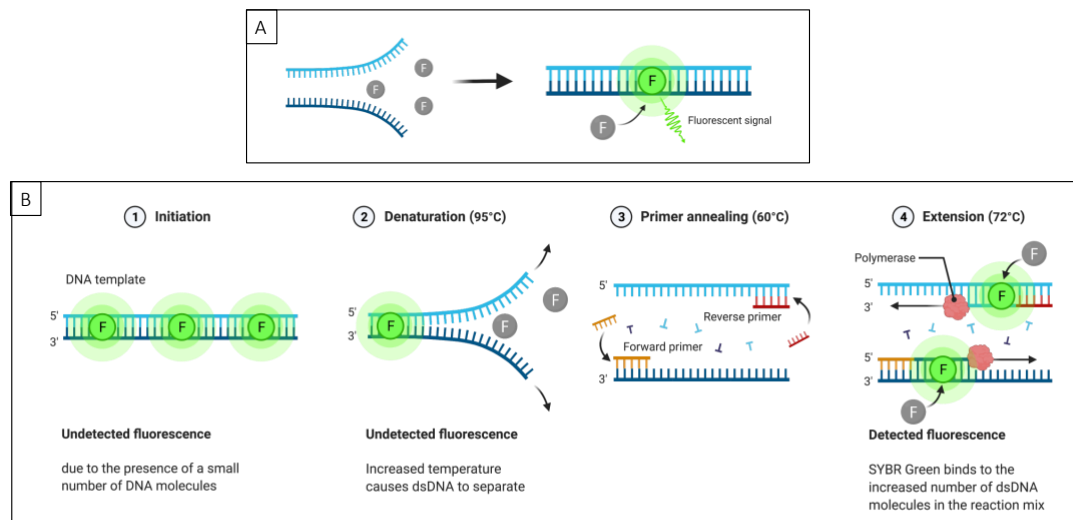 A
F
F
F
F
F
Fluorescent signal
B
1 Initiation
DNA template
5'
3'
F
F
F
Undetected fluorescence
due to the presence of a small
number of DNA molecules
2 Denaturation (95°C)
5'
3'
F
F
F
Undetected fluorescence
Increased temperature
causes dsDNA to separate
3 Primer annealing (60°C)
5'
Reverse primer
Forward primer
3'
4 Extension (72°C)
Polymerase
F
5'
3'
F
5'
3'
F
F
Detected fluorescence
SYBR Green binds to the
increased number of dsDNA
molecules in the reaction mix